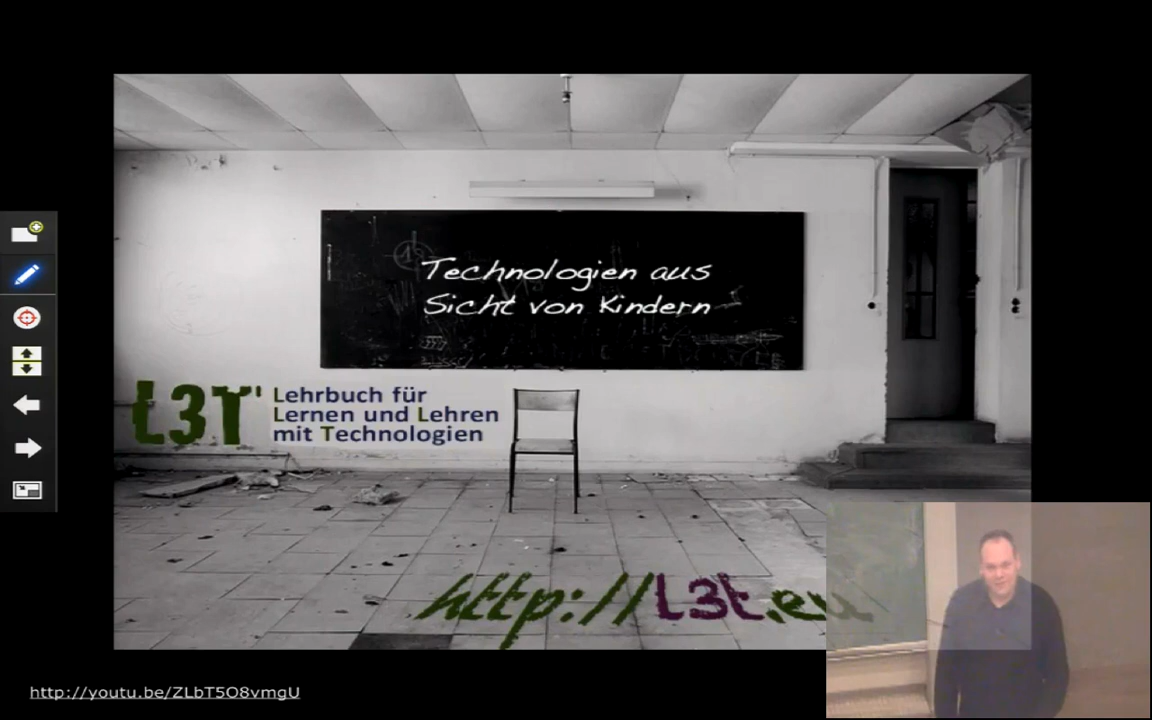 Technologien aus
Sicht von Kindern
L3T'
Lehrbuch für
Lernen und Lehren
mit Technologien
http://L3t.eu
http://youtu.be/ZLbT5O8vmgU